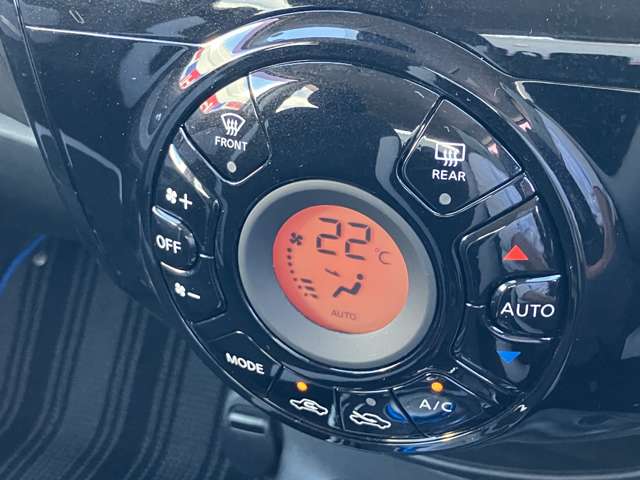 FRONT
REAR
+
OFF
-
22°C
AUTO
AUTO
MODE
A/C